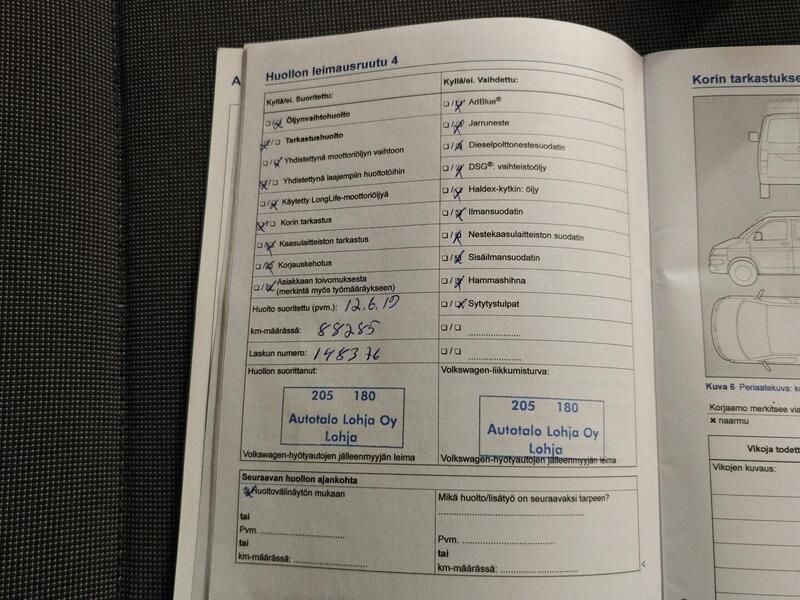 Huollon leimausruutu 4
Kyllä/ei. Suoritettu:
Öljynvaihtohuolto
Tarkastushuolto
Yhdistettynä moottoriöljyn vaihtoon
Yhdistettynä laajempiin huoltotöihin
Käytetty LongLife-moottoriöljyä
Korin tarkastus
Kaasulaitteiston tarkastus
Korjauskehotus
Asiakkaan toivomuksesta
(merkintä myös työmääräykseen)
Huolto suoritettu (pvm.): 12.6.19
km-määrässä: 88285
Laskun numero: 148376
Huollon suorittanut:
205 180
Autotalo Lohja Oy
Lohja
Volkswagen-hyötyautojen jälleenmyyjän leima
Kyllä/ei. Vaihdettu:
AdBlue®
Jarruneste
Dieselpolttonestesuodatin
DSG®: vaihteistoöljy
Haldex-kytkin: öljy
Ilmansuodatin
Nestekaasulaitteiston suodatin
Sisäilmansuodatin
Hammashihna
Sytytystulpat
Volkswagen-liikkumisturva:
205 180
Autotalo Lohja Oy
Lohja
Volkswagen-hyötyautojen jälleenmyyjän leima
Seuraavan huollon ajankohta
Huoltovälinäytön mukaan
tai
Pvm.
tai
km-määrässä:
Mikä huolto/lisätyö on seuraavaksi tarpeen?
Pvm.
tai
km-määrässä:
A
Korin tarkastukse
Kuva 6 Periaatekuva: k
Korjaamo merkitsee via
× naarmu
Vikoja todett
Vikojen kuvaus: